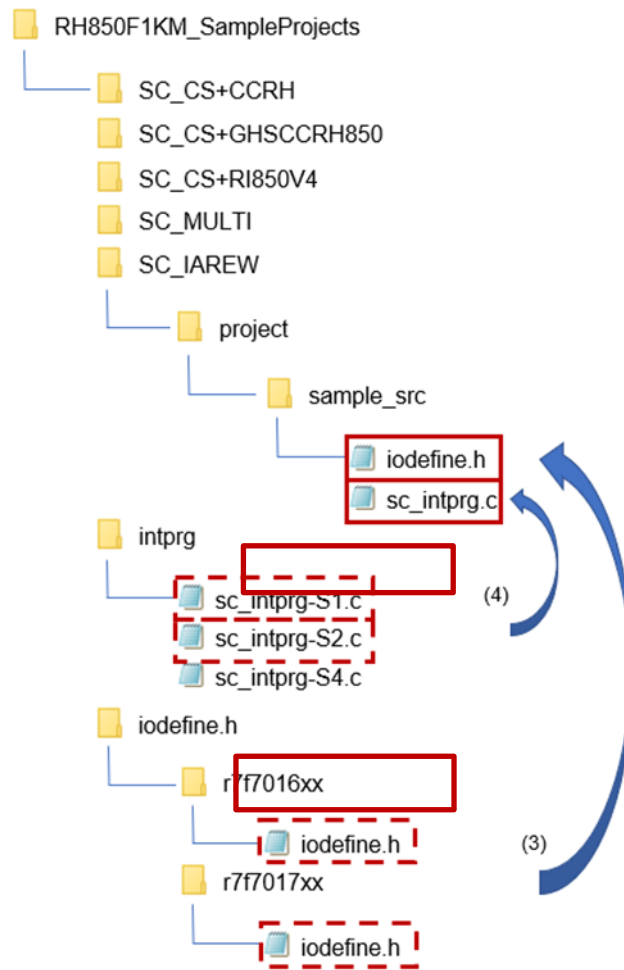 RH850F1KM_SampleProjects
SC_CS+CCRH
SC_CS+GHSCCRH850
SC_CS+RI850V4
SC_MULTI
SC_IAREW
project
sample_src
iodefine.h
sc_intprg.c
intprg
sc_intprg-S1.c
(4)
sc_intprg-S2.c
sc_intprg-S4.c
iodefine.h
r7f7016xx
iodefine.h
(3)
r7f7017xx
iodefine.h